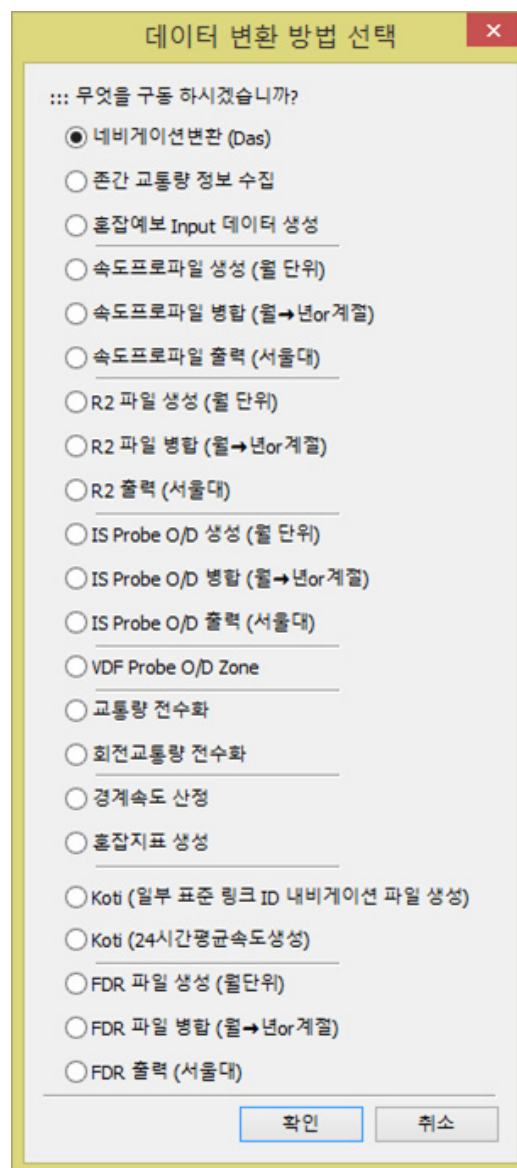 데이터 변환 방법 선택
::: 무엇을 구동 하시겠습니까?
네비게이션변환 (Das)
존간 교통량 정보 수집
혼잡예보 Input 데이터 생성
속도프로파일 생성 (월 단위)
속도프로파일 병합 (월→년or계절)
속도프로파일 출력 (서울대)
R2 파일 생성 (월 단위)
R2 파일 병합 (월→년or계절)
R2 출력 (서울대)
IS Probe O/D 생성 (월 단위)
IS Probe O/D 병합 (월→년or계절)
IS Probe O/D 출력 (서울대)
VDF Probe O/D Zone
교통량 전수화
회전교통량 전수화
경계속도 산정
혼잡지표 생성
Koti (일부 표준 링크 ID 내비게이션 파일 생성)
Koti (24시간평균속도생성)
FDR 파일 생성 (월단위)
FDR 파일 병합 (월→년or계절)
FDR 출력 (서울대)
확인 취소